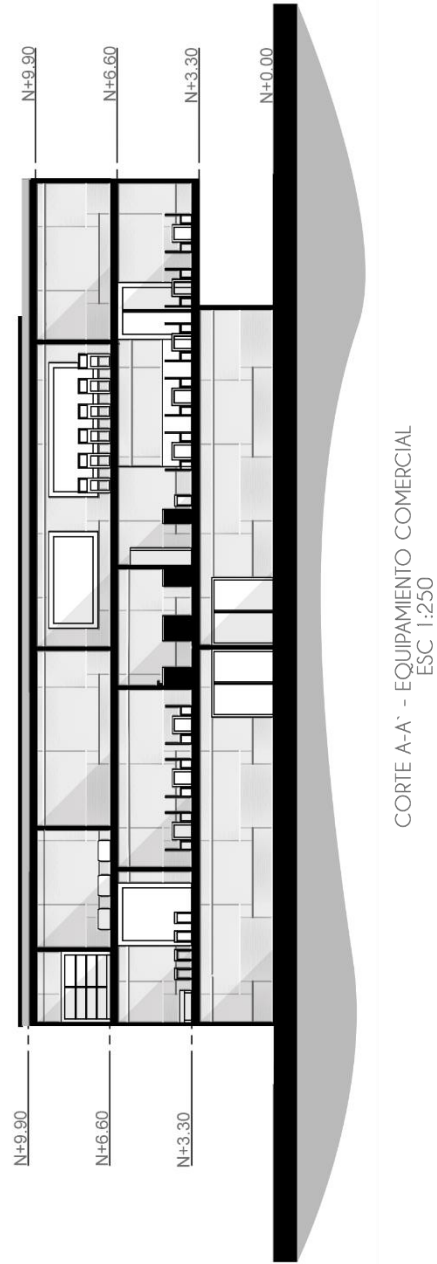 N+9.90
N+6.60
N+3.30
N+9.90
N+6.60
N+3.30
N+0.00
CORTE A-A` - EQUIPAMIENTO COMERCIAL
ESC 1:250